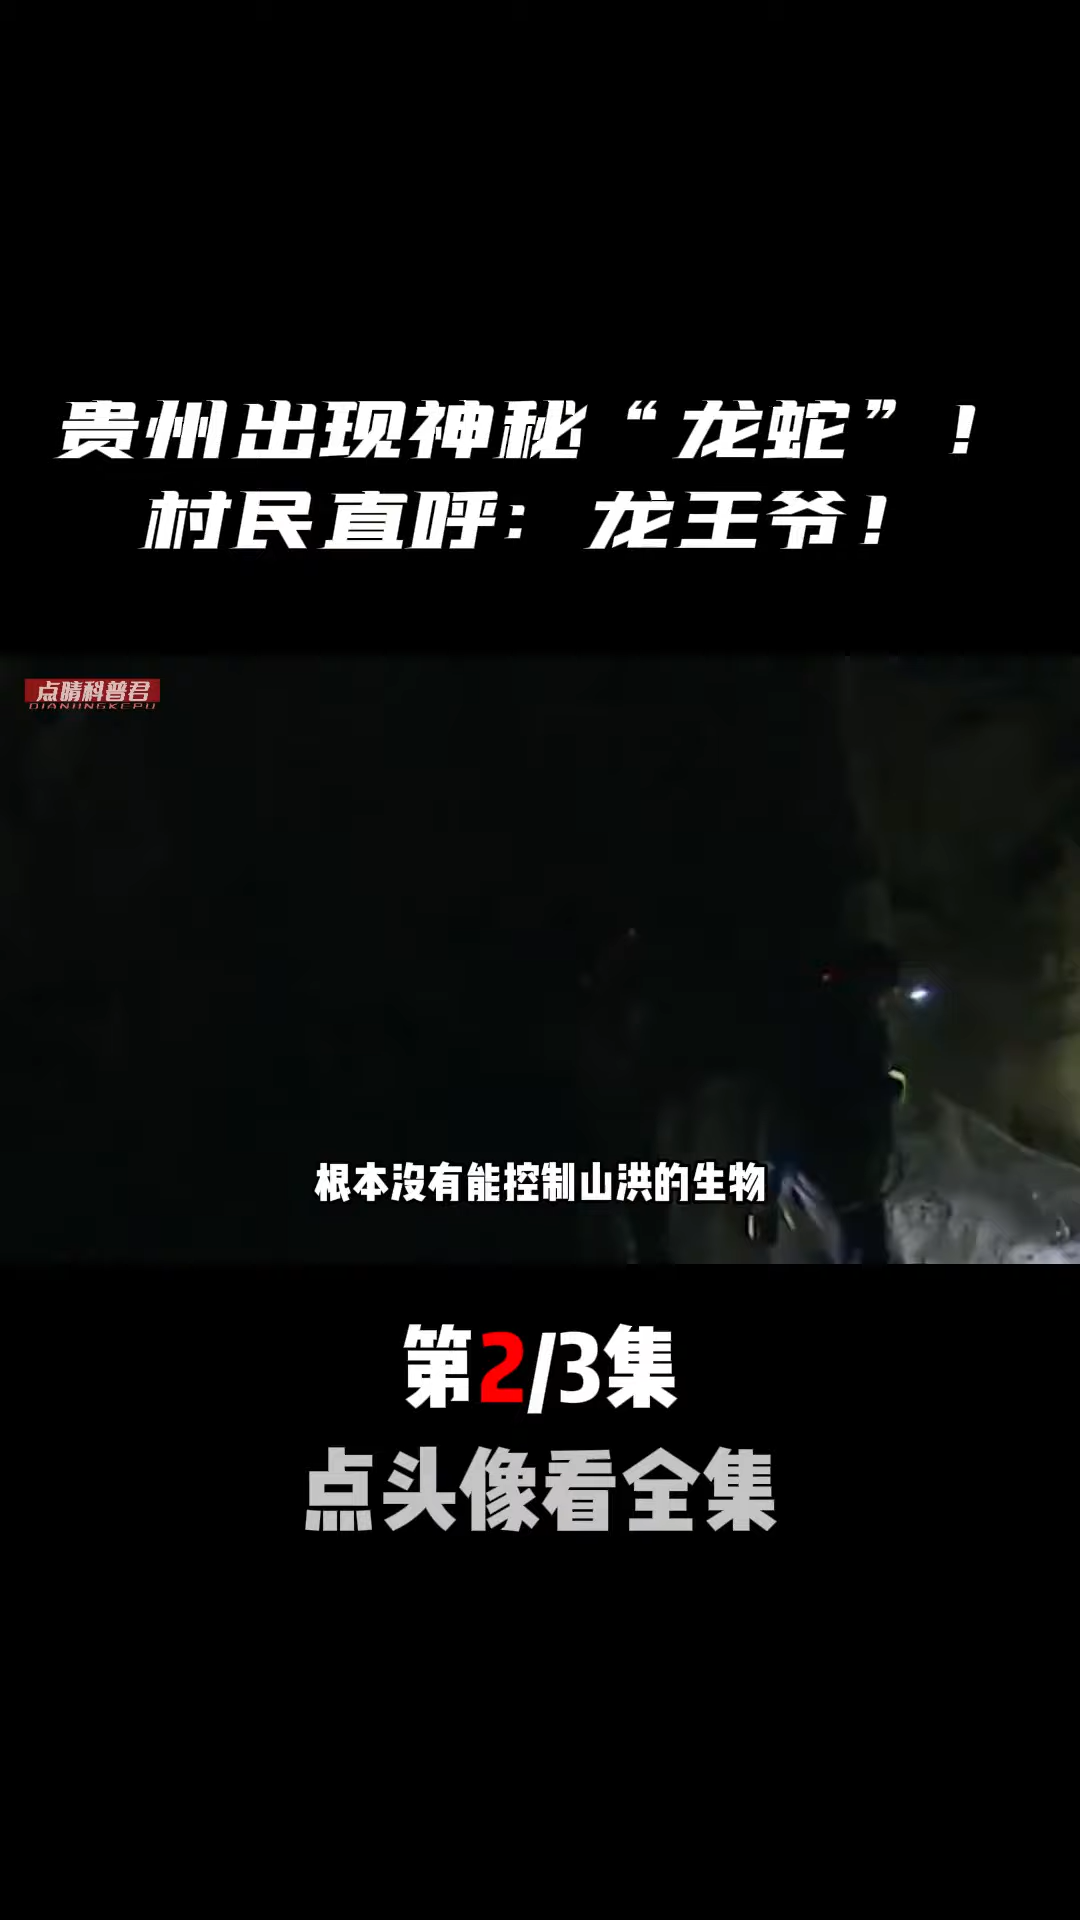 贵州出现神秘“龙蛇”！
村民直呼：龙王爷！
点睛科普君
DIANJINGKEPU
根本没有能控制山洪的生物
第2/3集
点头像看全集